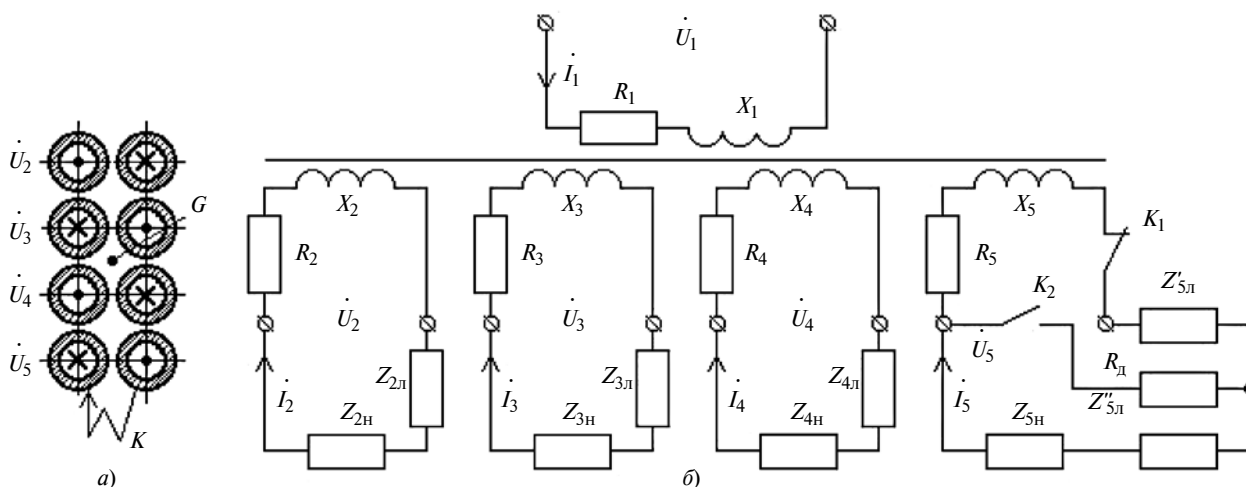 U̇1
İ1
R1
X1
U̇2
U̇3
G
U̇4
U̇5
K
а)
X2
R2
U̇2
Z2л
İ2
Z2н
X3
R3
U̇3
Z3л
İ3
Z3н
X4
R4
U̇4
Z4л
İ4
Z4н
X5
R5
K1
K2
U̇5
Z′5л
Rд
İ5
Z5н
Z″5л
б)